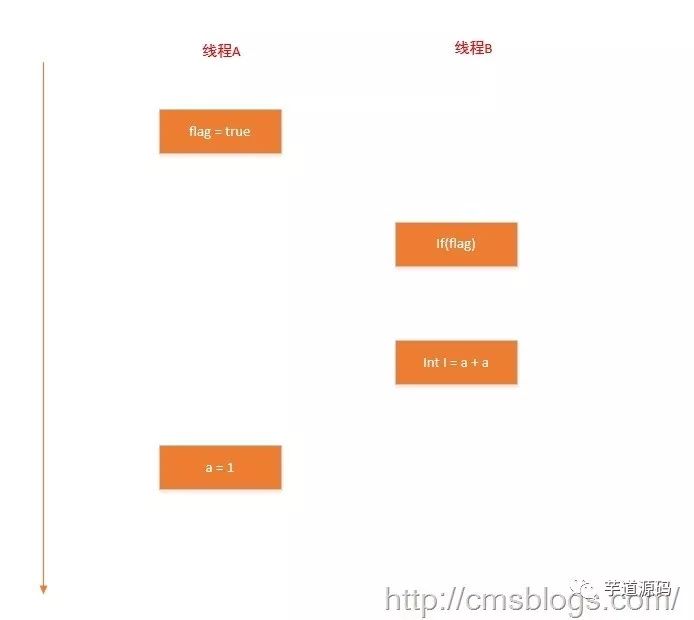 线程A
线程B
flag = true
If(flag)
Int I = a + a
a = 1
芋道源码
http://cmsblogs.com/